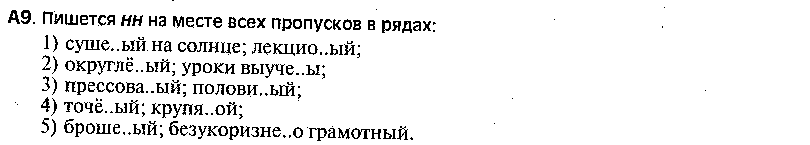 А9. Пишется нн на месте всех пропусков в рядах:
1) суше..ый на солнце; лекцио..ый;
2) округлё..ый; уроки выуче..ы;
3) прессова..ый; полови..ый;
4) точё..ый; крупя..ой;
5) броше..ый; безукоризне..о грамотный.